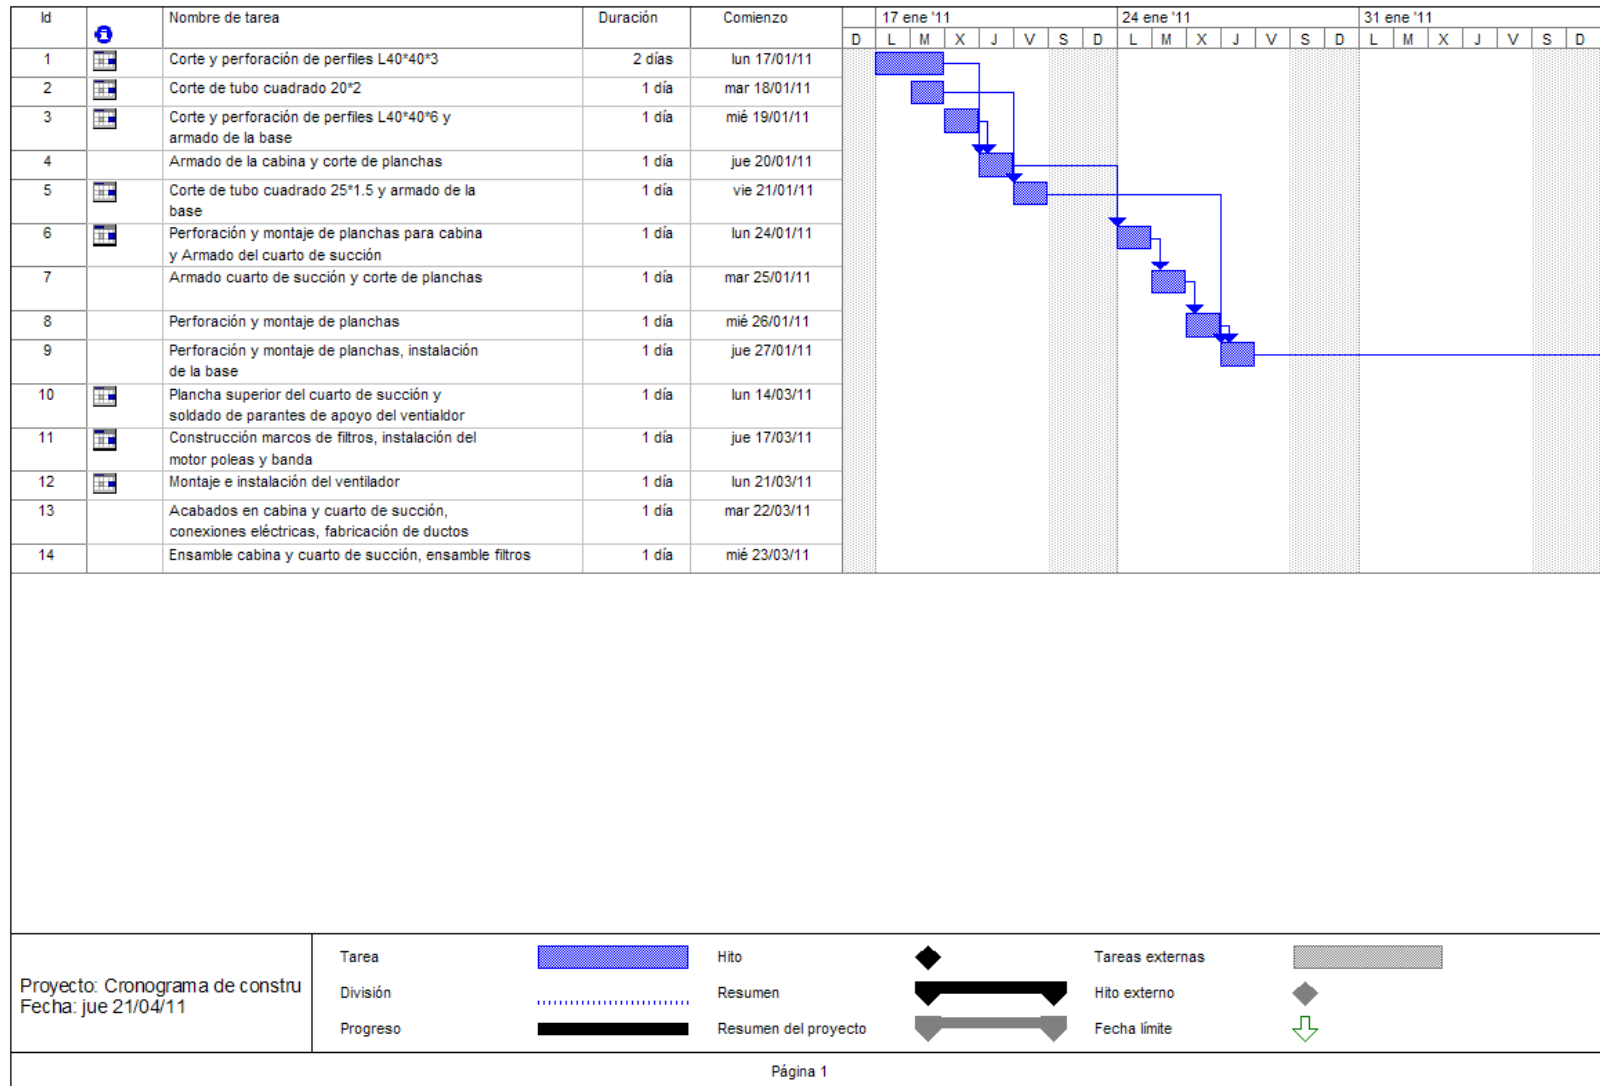 Id Nombre de tarea Duración Comienzo 17 ene '11 24 ene '11 31 ene '11
D L M X J V S D L M X J V S D L M X J V S D
1 Corte y perforación de perfiles L40*40*3 2 días lun 17/01/11
2 Corte de tubo cuadrado 20*2 1 día mar 18/01/11
3 Corte y perforación de perfiles L40*40*6 y 1 día mié 19/01/11
armado de la base
4 Armado de la cabina y corte de planchas 1 día jue 20/01/11
5 Corte de tubo cuadrado 25*1.5 y armado de la 1 día vie 21/01/11
base
6 Perforación y montaje de planchas para cabina 1 día lun 24/01/11
y Armado del cuarto de succión
7 Armado cuarto de succión y corte de planchas 1 día mar 25/01/11
8 Perforación y montaje de planchas 1 día mié 26/01/11
9 Perforación y montaje de planchas, instalación 1 día jue 27/01/11
de la base
10 Plancha superior del cuarto de succión y 1 día lun 14/03/11
soldado de parantes de apoyo del ventialdor
11 Construcción marcos de filtros, instalación del 1 día jue 17/03/11
motor poleas y banda
12 Montaje e instalación del ventilador 1 día lun 21/03/11
13 Acabados en cabina y cuarto de succión, 1 día mar 22/03/11
conexiones eléctricas, fabricación de ductos
14 Ensamble cabina y cuarto de succión, ensamble filtros 1 día mié 23/03/11
Proyecto: Cronograma de constru
Fecha: jue 21/04/11
Tarea Hito Tareas externas
División Resumen Hito externo
Progreso Resumen del proyecto Fecha límite
Página 1